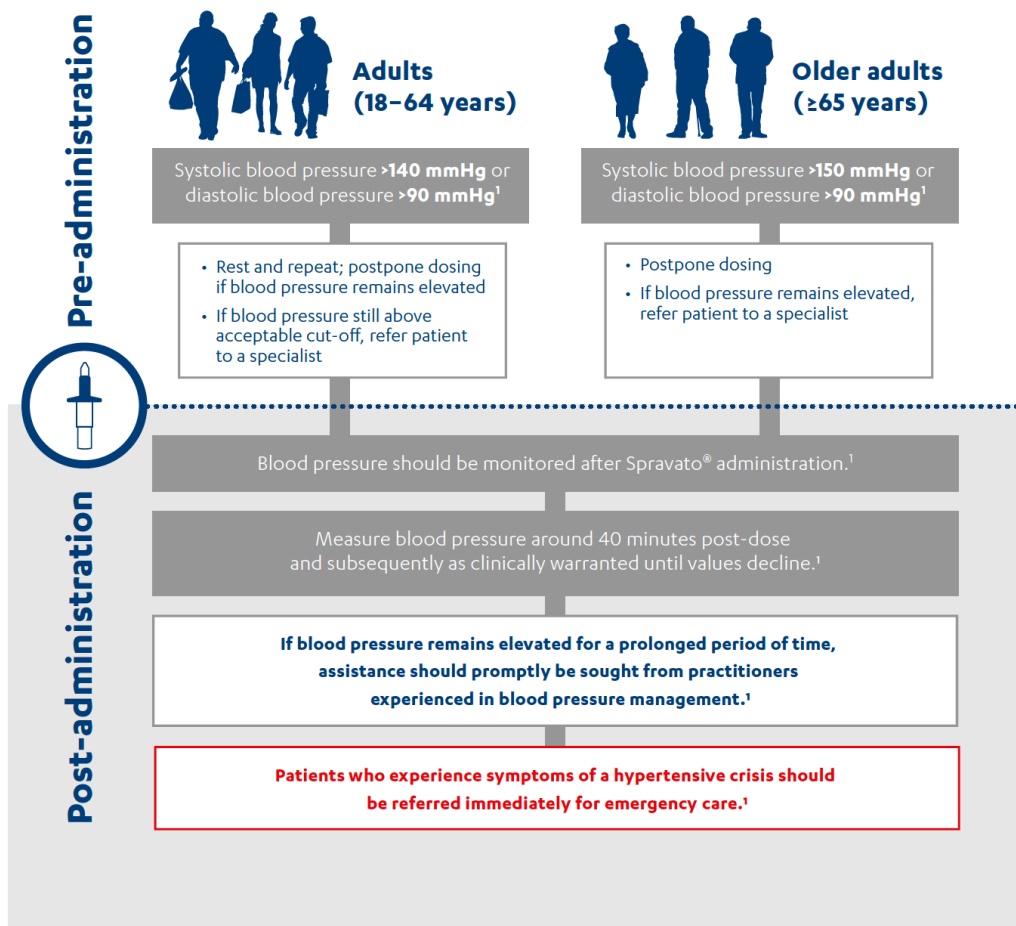 Pre-administration
Adults
(18–64 years)
Systolic blood pressure >140 mmHg or
diastolic blood pressure >90 mmHg¹
• Rest and repeat; postpone dosing
if blood pressure remains elevated
• If blood pressure still above
acceptable cut-off, refer patient
to a specialist
Older adults
(≥65 years)
Systolic blood pressure >150 mmHg or
diastolic blood pressure >90 mmHg¹
• Postpone dosing
• If blood pressure remains elevated,
refer patient to a specialist
Post-administration
Blood pressure should be monitored after Spravato® administration.¹
Measure blood pressure around 40 minutes post-dose
and subsequently as clinically warranted until values decline.¹
If blood pressure remains elevated for a prolonged period of time,
assistance should promptly be sought from practitioners
experienced in blood pressure management.¹
Patients who experience symptoms of a hypertensive crisis should
be referred immediately for emergency care.¹